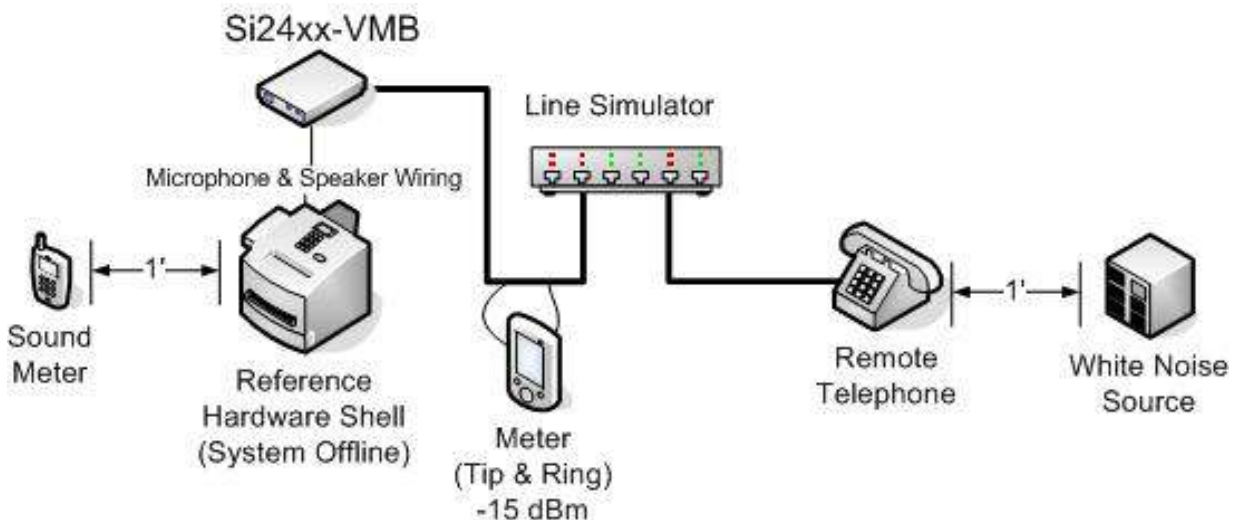 Si24xx-VMB
Line Simulator
Microphone & Speaker Wiring
1'
1'
Sound
Meter
Reference
Hardware Shell
(System Offline)
Meter
(Tip & Ring)
-15 dBm
Remote
Telephone
White Noise
Source